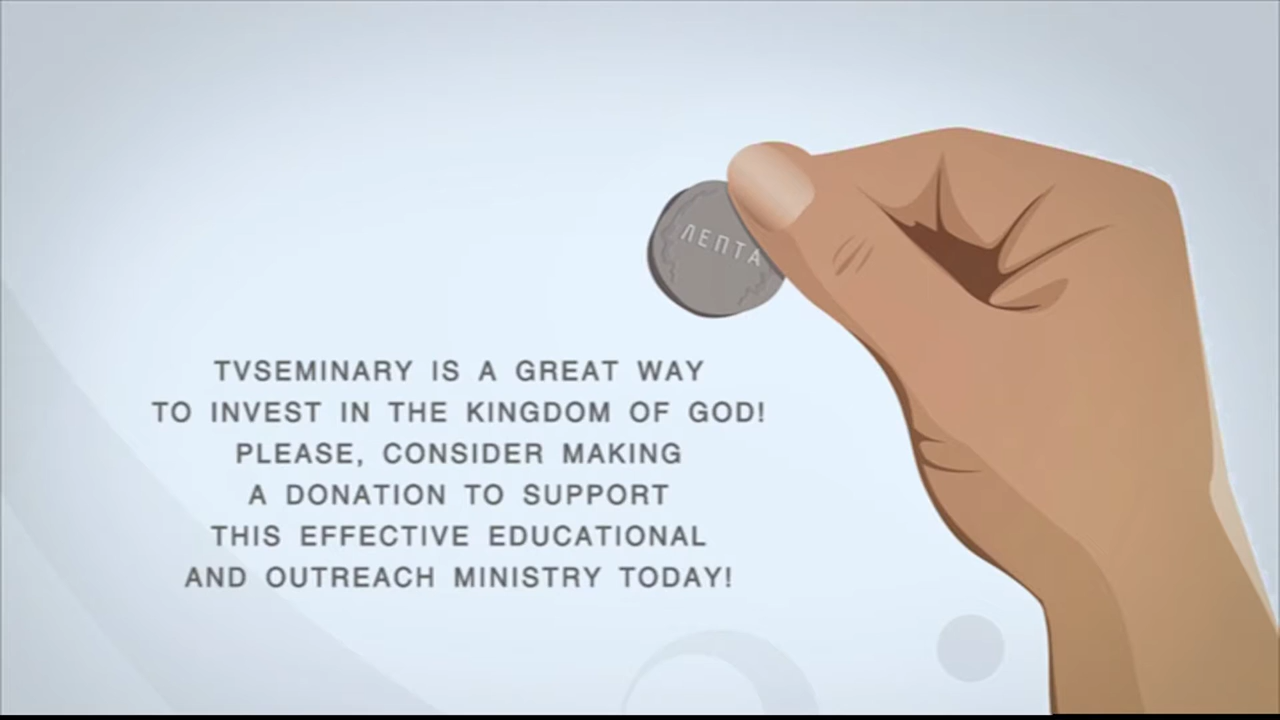 ЛЕПТА
TVSEMINARY IS A GREAT WAY
TO INVEST IN THE KINGDOM OF GOD!
PLEASE, CONSIDER MAKING
A DONATION TO SUPPORT
THIS EFFECTIVE EDUCATIONAL
AND OUTREACH MINISTRY TODAY!